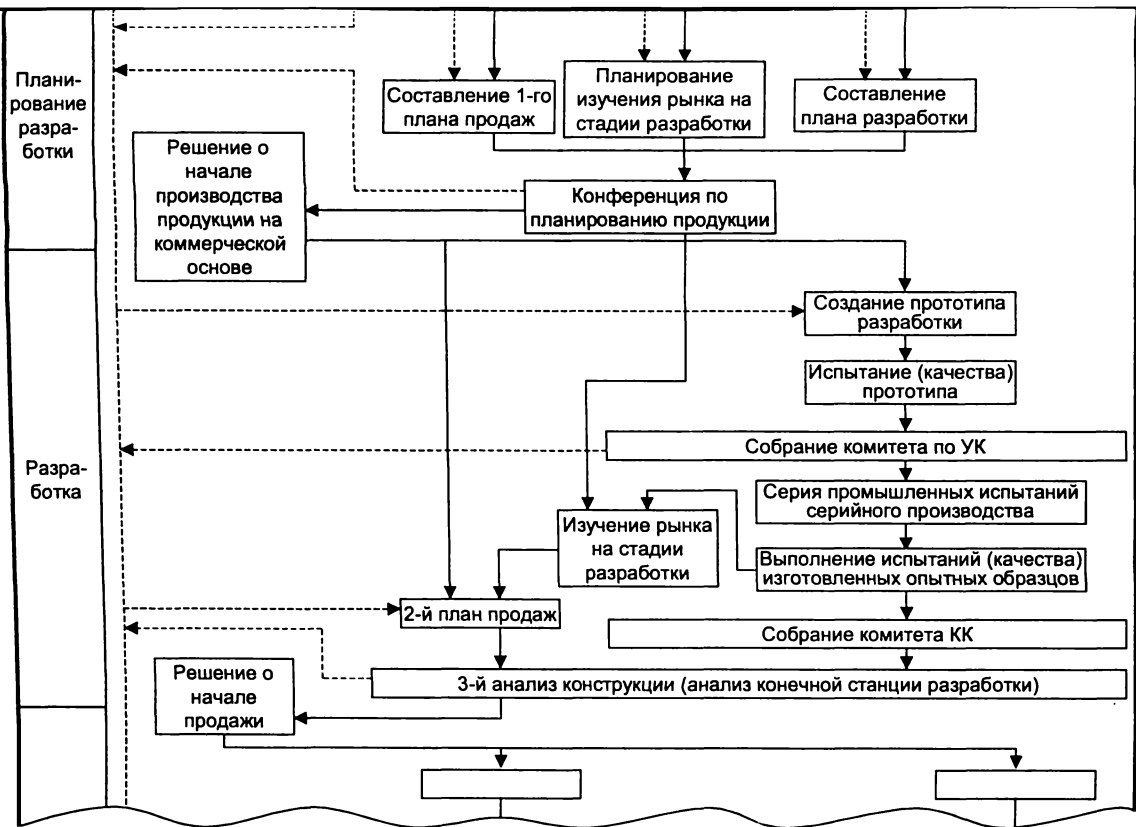 Плани-
рование
разра-
ботки
Составление 1-го
плана продаж
Планирование
изучения рынка на
стадии разработки
Составление
плана разработки
Решение о
начале
производства
продукции на
коммерческой
основе
Конференция по
планированию продукции
Разра-
ботка
Создание прототипа
разработки
Испытание (качества)
прототипа
Собрание комитета по УК
Серия промышленных испытаний
серийного производства
Изучение рынка
на стадии
разработки
Выполнение испытаний (качества)
изготовленных опытных образцов
2-й план продаж
Собрание комитета КК
3-й анализ конструкции (анализ конечной станции разработки)
Решение о
начале
продажи